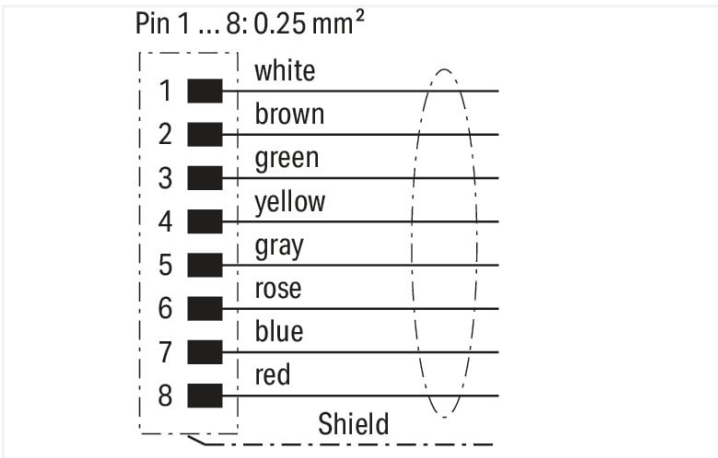 Pin 1 ... 8: 0.25 mm²
1 white
2 brown
3 green
4 yellow
5 gray
6 rose
7 blue
8 red
Shield